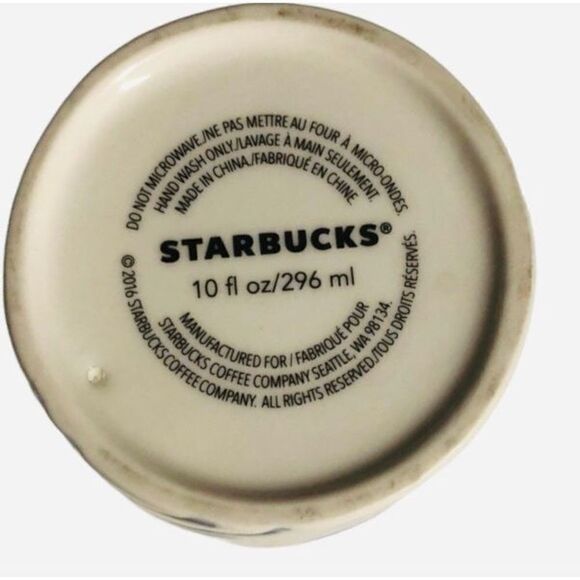 DO NOT MICROWAVE./NE PAS METTRE AU FOUR À MICRO-ONDES.
HAND WASH ONLY./LAVAGE À MAIN SEULEMENT.
MADE IN CHINA./FABRIQUÉ EN CHINE
STARBUCKS®
10 fl oz/296 ml
MANUFACTURED FOR / FABRIQUÉ POUR
STARBUCKS COFFEE COMPANY SEATTLE, WA 98134.
© 2016 STARBUCKS COFFEE COMPANY. ALL RIGHTS RESERVED./TOUS DROITS RÉSERVÉS.